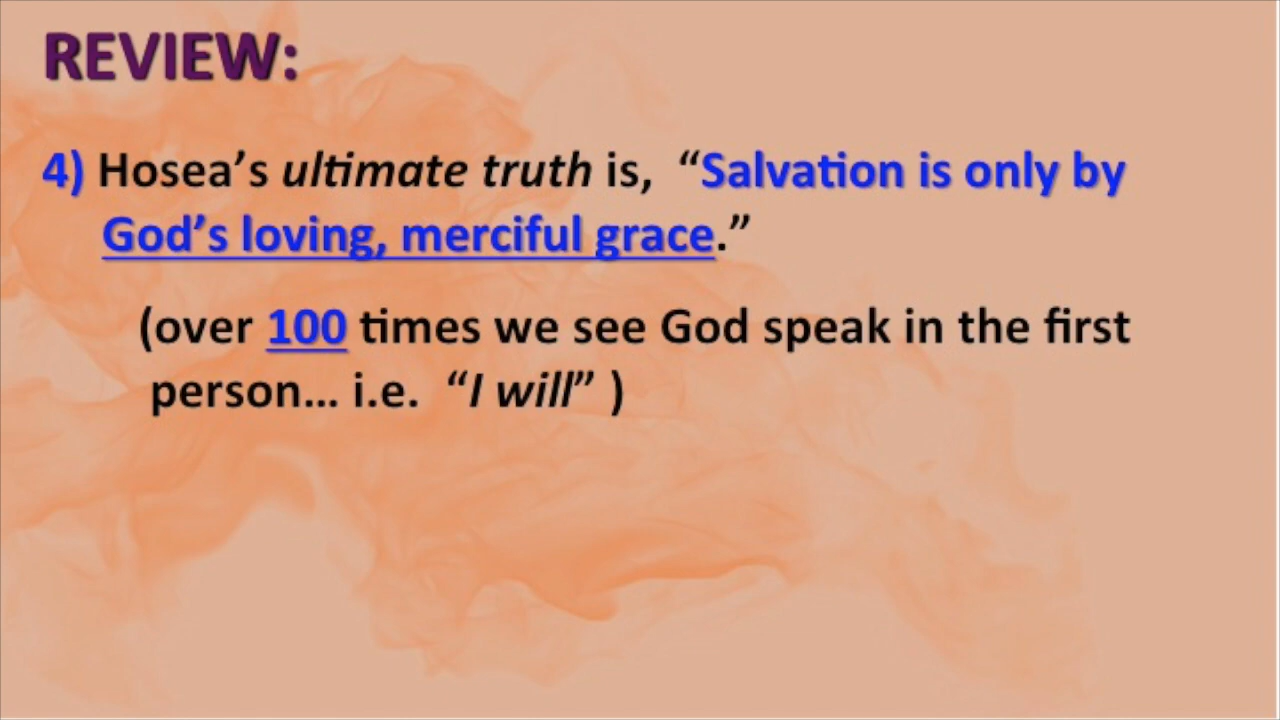 REVIEW:
4) Hosea’s ultimate truth is, “Salvation is only by
God’s loving, merciful grace.”
(over 100 times we see God speak in the first
person… i.e. “I will” )